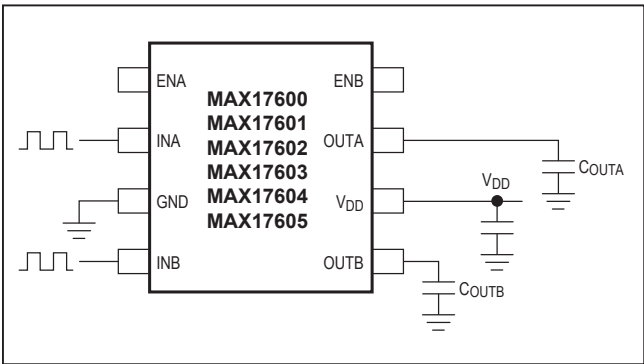 ENA
ENB
MAX17600
MAX17601
MAX17602
MAX17603
MAX17604
MAX17605
INA
OUTA
COUTA
GND
VDD
VDD
INB
OUTB
COUTB